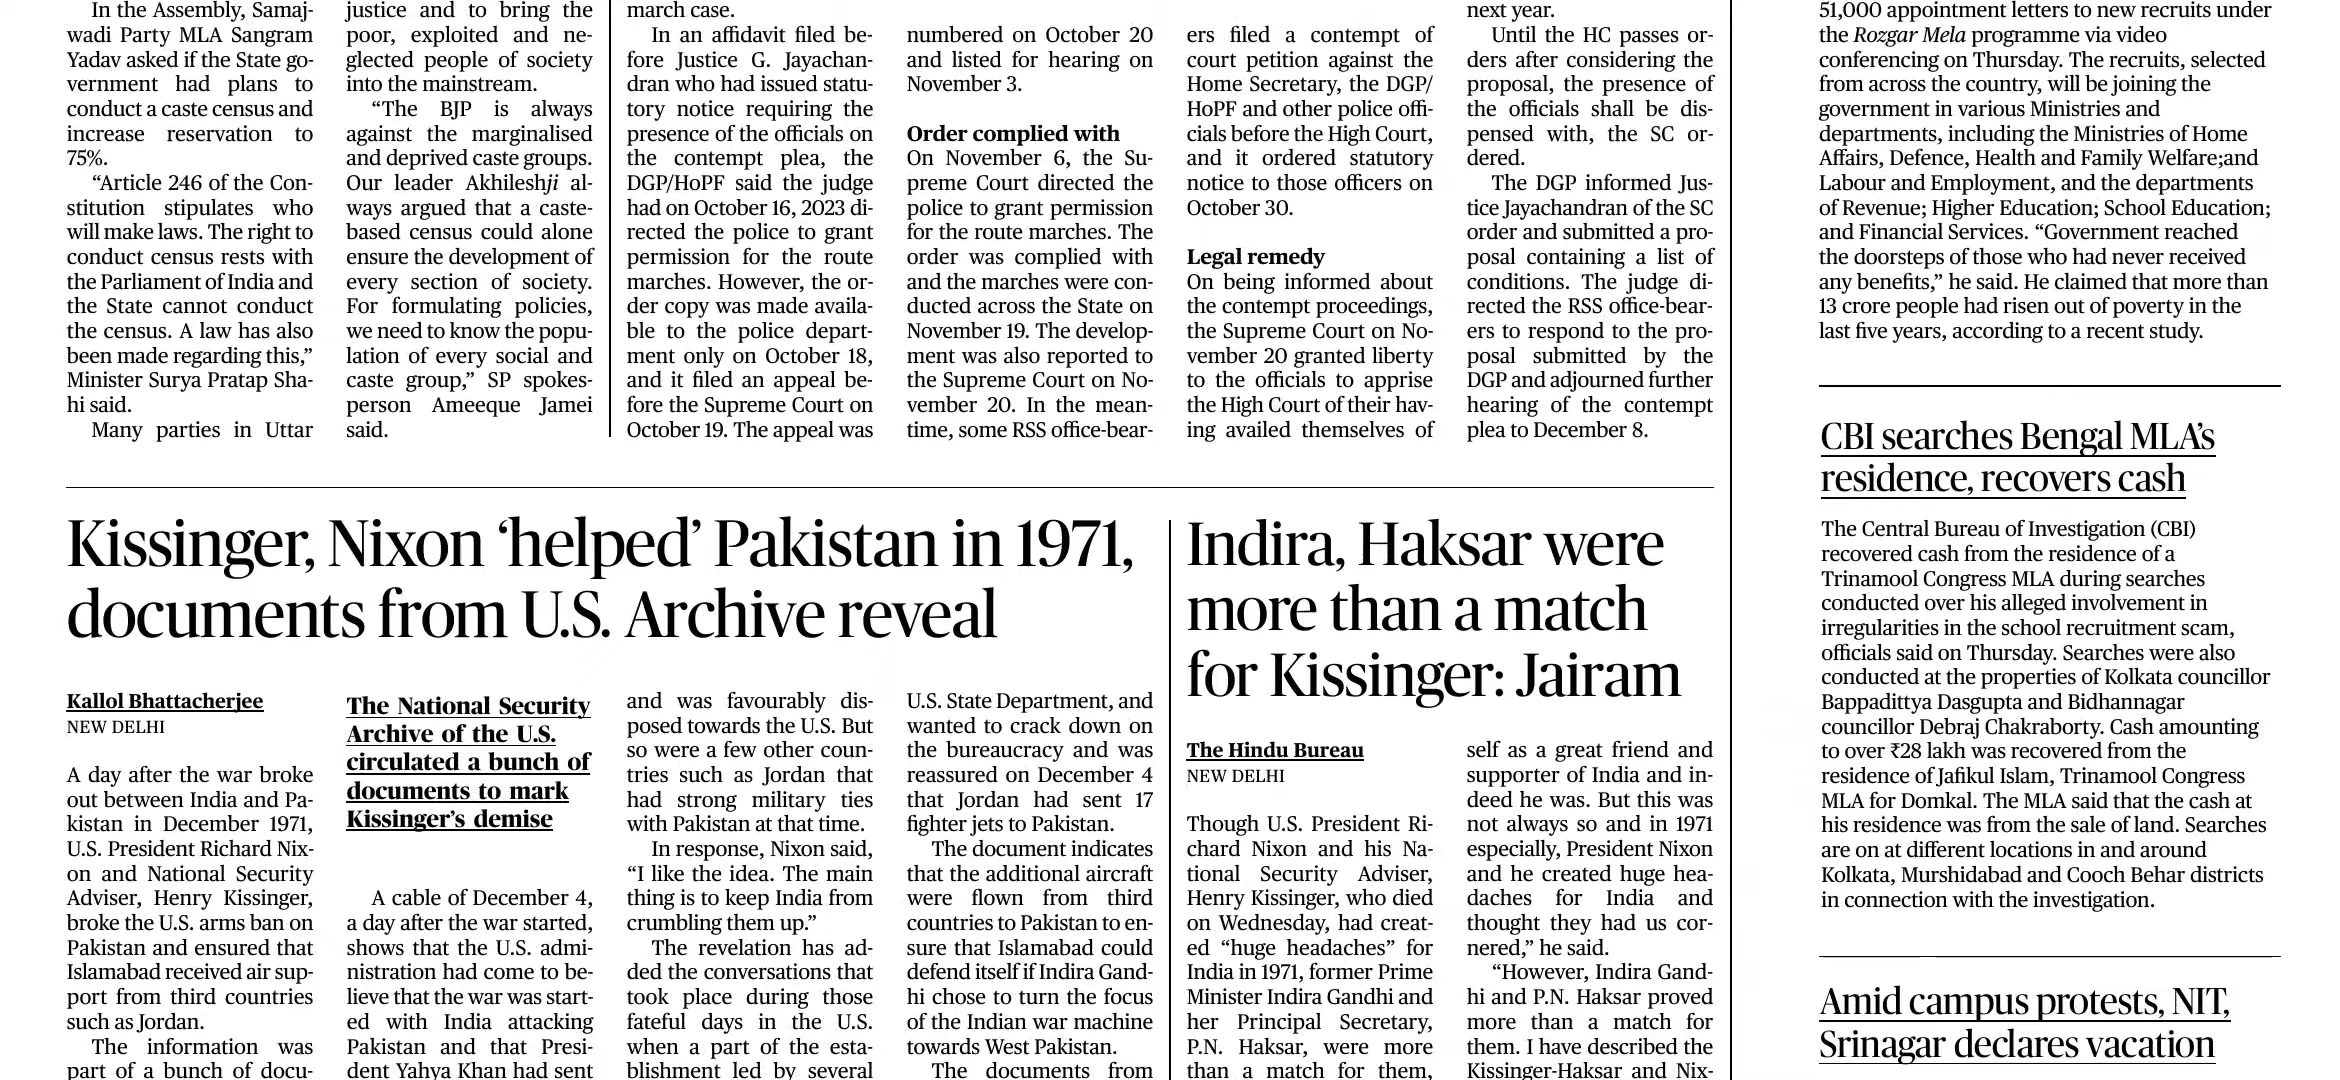 In the Assembly, Samaj-
wadi Party MLA Sangram
Yadav asked if the State go-
vernment had plans to
conduct a caste census and
increase reservation to
75%.
“Article 246 of the Con-
stitution stipulates who
will make laws. The right to
conduct census rests with
the Parliament of India and
the State cannot conduct
the census. A law has also
been made regarding this,”
Minister Surya Pratap Sha-
hi said.
Many parties in Uttar
justice and to bring the
poor, exploited and ne-
glected people of society
into the mainstream.
“The BJP is always
against the marginalised
and deprived caste groups.
Our leader Akhileshji al-
ways argued that a caste-
based census could alone
ensure the development of
every section of society.
For formulating policies,
we need to know the popu-
lation of every social and
caste group,” SP spokes-
person Ameeque Jamei
said.
march case.
In an affidavit filed be-
fore Justice G. Jayachan-
dran who had issued statu-
tory notice requiring the
presence of the officials on
the contempt plea, the
DGP/HoPF said the judge
had on October 16, 2023 di-
rected the police to grant
permission for the route
marches. However, the or-
der copy was made availa-
ble to the police depart-
ment only on October 18,
and it filed an appeal be-
fore the Supreme Court on
October 19. The appeal was
numbered on October 20
and listed for hearing on
November 3.
Order complied with
On November 6, the Su-
preme Court directed the
police to grant permission
for the route marches. The
order was complied with
and the marches were con-
ducted across the State on
November 19. The develop-
ment was also reported to
the Supreme Court on No-
vember 20. In the mean-
time, some RSS office-bear-
ers filed a contempt of
court petition against the
Home Secretary, the DGP/
HoPF and other police offi-
cials before the High Court,
and it ordered statutory
notice to those officers on
October 30.
Legal remedy
On being informed about
the contempt proceedings,
the Supreme Court on No-
vember 20 granted liberty
to the officials to apprise
the High Court of their hav-
ing availed themselves of
next year.
Until the HC passes or-
ders after considering the
proposal, the presence of
the officials shall be dis-
pensed with, the SC or-
dered.
The DGP informed Jus-
tice Jayachandran of the SC
order and submitted a pro-
posal containing a list of
conditions. The judge di-
rected the RSS office-bear-
ers to respond to the pro-
posal submitted by the
DGP and adjourned further
hearing of the contempt
plea to December 8.
51,000 appointment letters to new recruits under
the Rozgar Mela programme via video
conferencing on Thursday. The recruits, selected
from across the country, will be joining the
government in various Ministries and
departments, including the Ministries of Home
Affairs, Defence, Health and Family Welfare;and
Labour and Employment, and the departments
of Revenue; Higher Education; School Education;
and Financial Services. “Government reached
the doorsteps of those who had never received
any benefits,” he said. He claimed that more than
13 crore people had risen out of poverty in the
last five years, according to a recent study.
CBI searches Bengal MLA’s
residence, recovers cash
The Central Bureau of Investigation (CBI)
recovered cash from the residence of a
Trinamool Congress MLA during searches
conducted over his alleged involvement in
irregularities in the school recruitment scam,
officials said on Thursday. Searches were also
conducted at the properties of Kolkata councillor
Bappadittya Dasgupta and Bidhannagar
councillor Debraj Chakraborty. Cash amounting
to over ₹28 lakh was recovered from the
residence of Jafikul Islam, Trinamool Congress
MLA for Domkal. The MLA said that the cash at
his residence was from the sale of land. Searches
are on at different locations in and around
Kolkata, Murshidabad and Cooch Behar districts
in connection with the investigation.
Amid campus protests, NIT,
Srinagar declares vacation
Kissinger, Nixon ‘helped’ Pakistan in 1971,
documents from U.S. Archive reveal
Kallol Bhattacherjee
NEW DELHI
A day after the war broke
out between India and Pa-
kistan in December 1971,
U.S. President Richard Nix-
on and National Security
Adviser, Henry Kissinger,
broke the U.S. arms ban on
Pakistan and ensured that
Islamabad received air sup-
port from third countries
such as Jordan.
The information was
part of a bunch of docu-
The National Security
Archive of the U.S.
circulated a bunch of
documents to mark
Kissinger’s demise
A cable of December 4,
a day after the war started,
shows that the U.S. admi-
nistration had come to be-
lieve that the war was start-
ed with India attacking
Pakistan and that Presi-
dent Yahya Khan had sent
and was favourably dis-
posed towards the U.S. But
so were a few other coun-
tries such as Jordan that
had strong military ties
with Pakistan at that time.
In response, Nixon said,
“I like the idea. The main
thing is to keep India from
crumbling them up.”
The revelation has ad-
ded the conversations that
took place during those
fateful days in the U.S.
when a part of the esta-
blishment led by several
U.S. State Department, and
wanted to crack down on
the bureaucracy and was
reassured on December 4
that Jordan had sent 17
fighter jets to Pakistan.
The document indicates
that the additional aircraft
were flown from third
countries to Pakistan to en-
sure that Islamabad could
defend itself if Indira Gand-
hi chose to turn the focus
of the Indian war machine
towards West Pakistan.
The documents from
Indira, Haksar were
more than a match
for Kissinger: Jairam
The Hindu Bureau
NEW DELHI
Though U.S. President Ri-
chard Nixon and his Na-
tional Security Adviser,
Henry Kissinger, who died
on Wednesday, had creat-
ed “huge headaches” for
India in 1971, former Prime
Minister Indira Gandhi and
her Principal Secretary,
P.N. Haksar, were more
than a match for them,
self as a great friend and
supporter of India and in-
deed he was. But this was
not always so and in 1971
especially, President Nixon
and he created huge hea-
daches for India and
thought they had us cor-
nered,” he said.
“However, Indira Gand-
hi and P.N. Haksar proved
more than a match for
them. I have described the
Kissinger-Haksar and Nix-